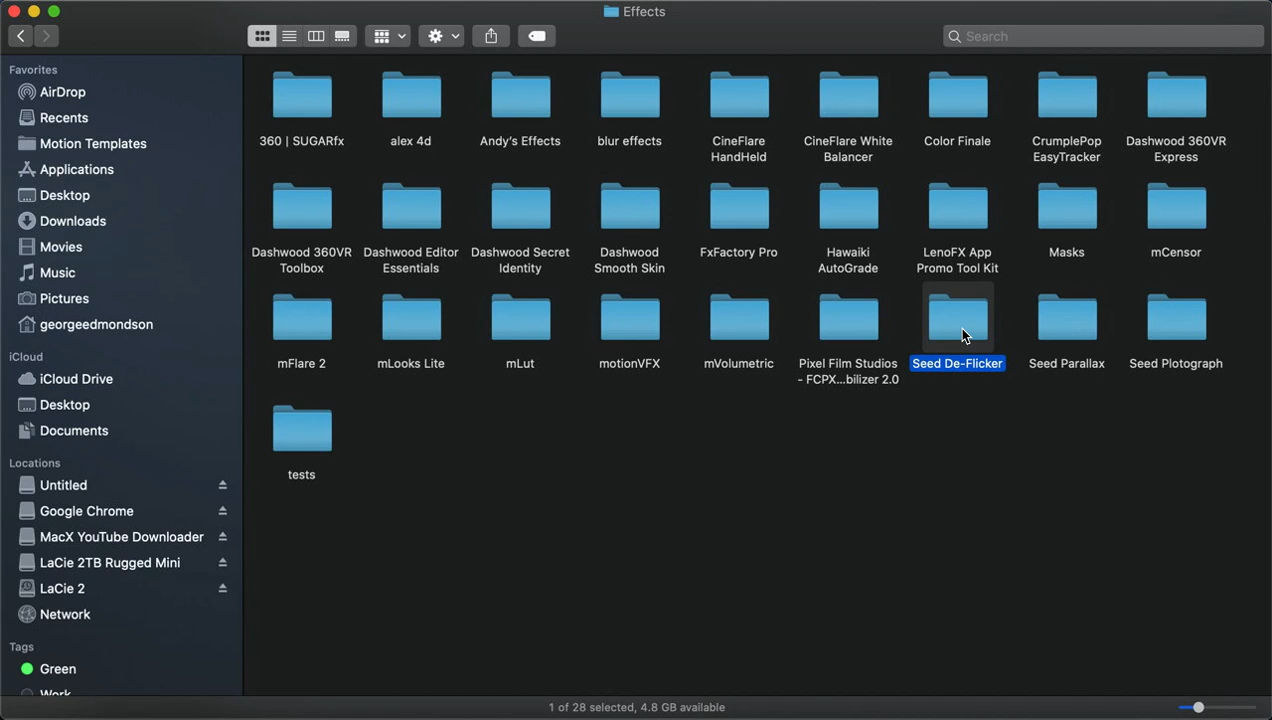 Effects
Search
Favorites
AirDrop
Recents
Motion Templates
Applications
Desktop
Downloads
Movies
Music
Pictures
georgeedmondson
iCloud
iCloud Drive
Desktop
Documents
Locations
Untitled
Google Chrome
MacX YouTube Downloader
LaCie 2TB Rugged Mini
LaCie 2
Network
Tags
Green
Work
360 | SUGARfx
alex 4d
Andy's Effects
blur effects
CineFlare
HandHeld
CineFlare White
Balancer
Color Finale
CrumplePop
EasyTracker
Dashwood 360VR
Express
Dashwood 360VR
Toolbox
Dashwood Editor
Essentials
Dashwood Secret
Identity
Dashwood
Smooth Skin
FxFactory Pro
Hawaiki
AutoGrade
LenoFX App
Promo Tool Kit
Masks
mCensor
mFlare 2
mLooks Lite
mLut
motionVFX
mVolumetric
Pixel Film Studios
- FCPX...bilizer 2.0
Seed De-Flicker
Seed Parallax
Seed Plotograph
tests
1 of 28 selected, 4.8 GB available